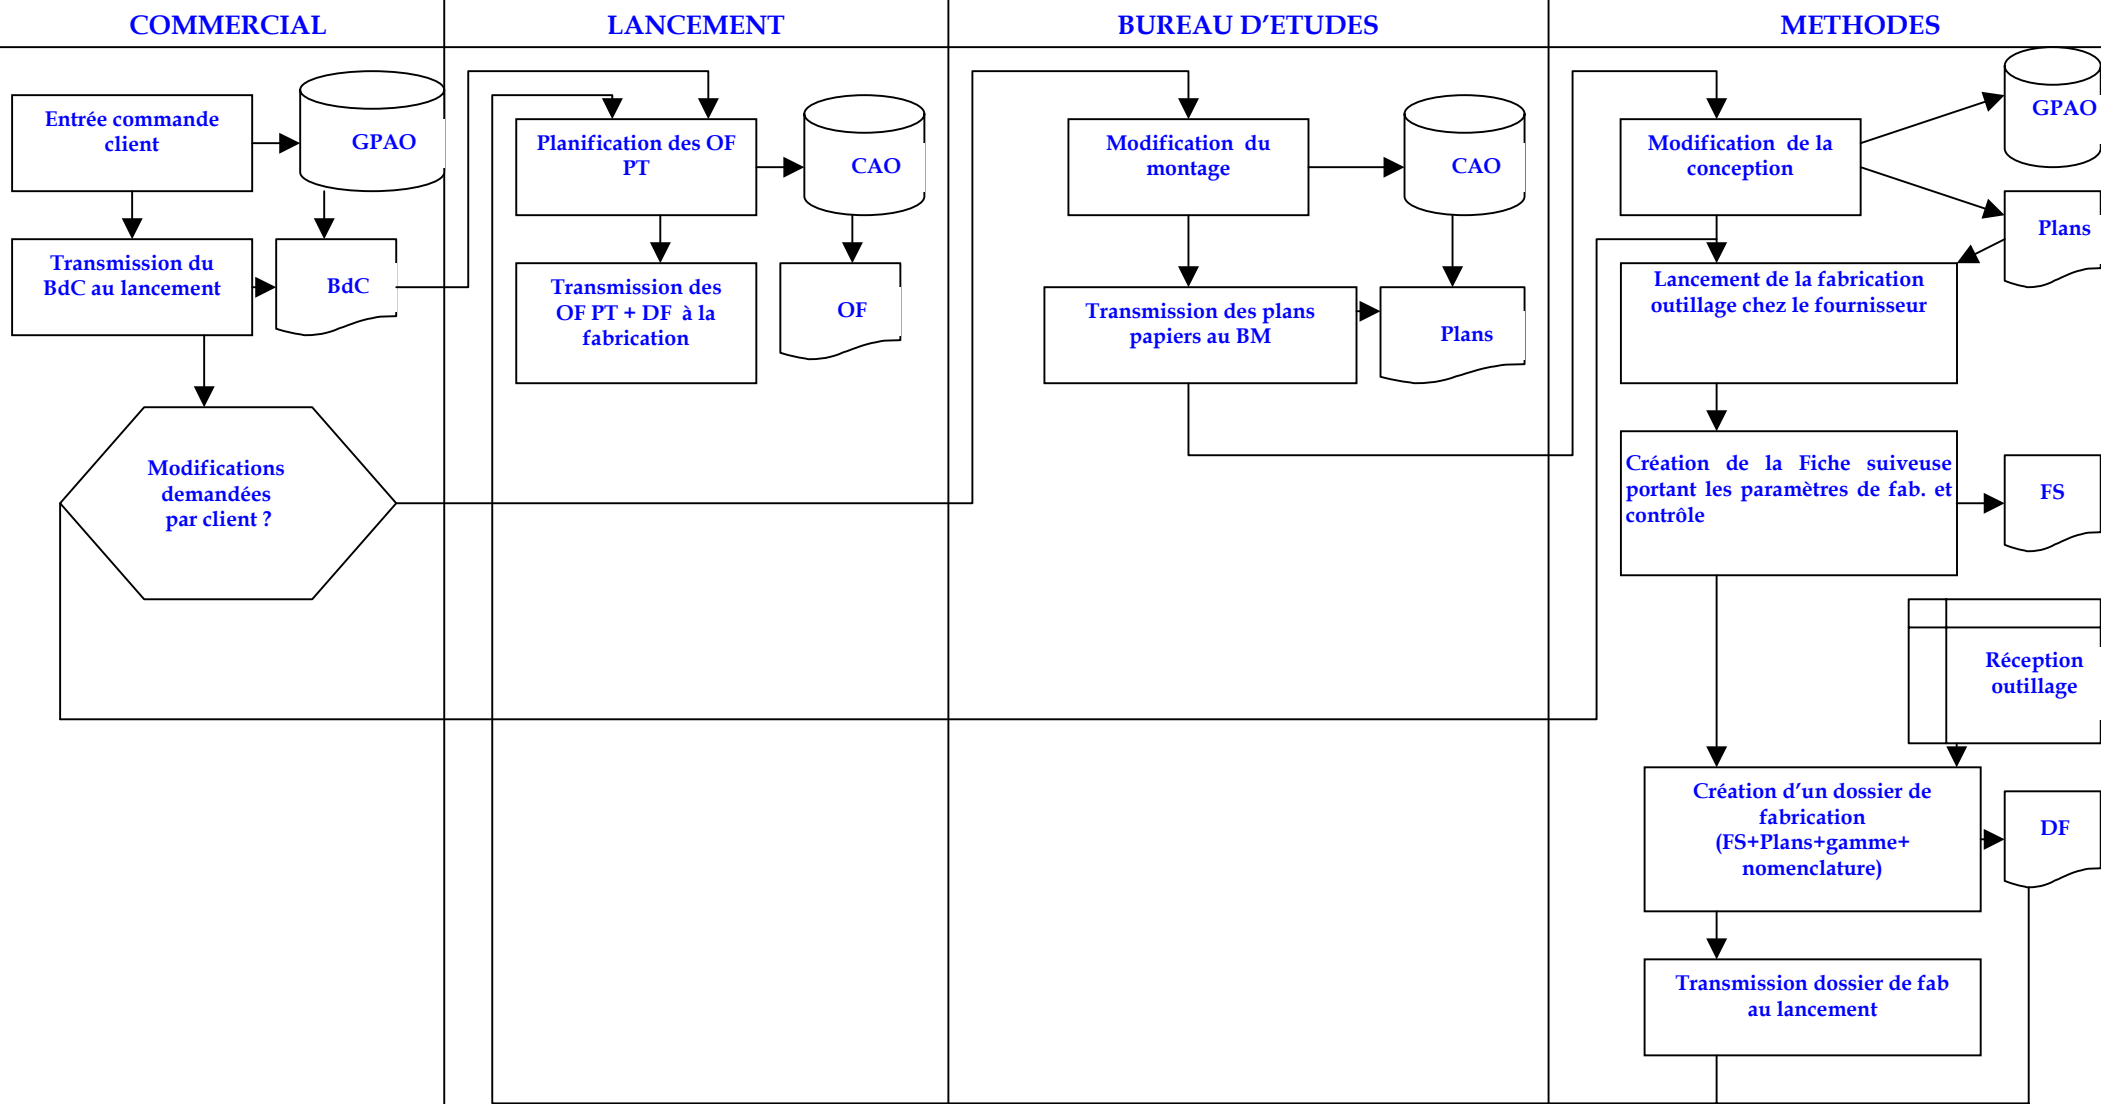 COMMERCIAL
LANCEMENT
BUREAU D’ETUDES
METHODES
Entrée commande
client
GPAO
Transmission du
BdC au lancement
BdC
Modifications
demandées
par client ?
Planification des OF
PT
CAO
Transmission des
OF PT + DF à la
fabrication
OF
Modification du
montage
CAO
Transmission des plans
papiers au BM
Plans
Modification de la
conception
GPAO
Plans
Lancement de la fabrication
outillage chez le fournisseur
Création de la Fiche suiveuse
portant les paramètres de fab. et
contrôle
FS
Réception
outillage
Création d’un dossier de
fabrication
(FS+Plans+gamme+
nomenclature)
DF
Transmission dossier de fab
au lancement